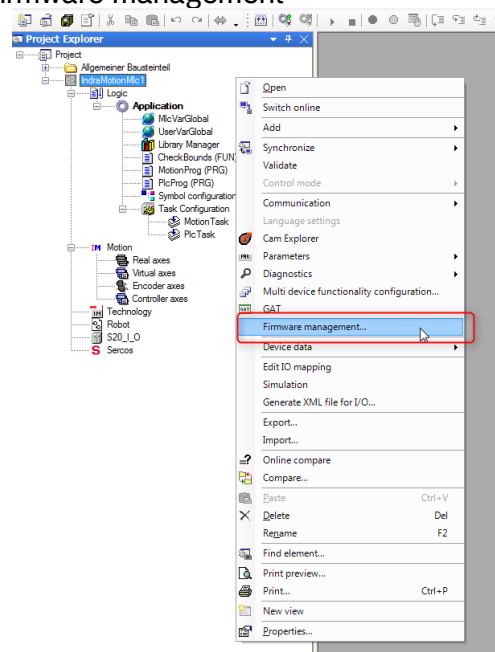 irmware management
Project Explorer
Project
Allgemeiner Bausteinteil
IndraMotionMlc1
Logic
Application
MlcVarGlobal
UserVarGlobal
Library Manager
CheckBounds (FUN
MotionProg (PRG)
PlcProg (PRG)
Symbol configuration
Task Configuration
MotionTask
PlcTask
IM Motion
Real axes
Virtual axes
Encoder axes
Controller axes
Technology
Robot
S20_I_O
S Sercos
Open
Switch online
Add
Synchronize
Validate
Control mode
Communication
Language settings
Cam Explorer
Parameters
Diagnostics
Multi device functionality configuration...
GAT
Firmware management...
Device data
Edit IO mapping
Simulation
Generate XML file for I/O...
Export...
Import...
Online compare
Compare...
Paste Ctrl+V
Delete Del
Rename F2
Find element...
Print preview...
Print... Ctrl+P
New view
Properties...